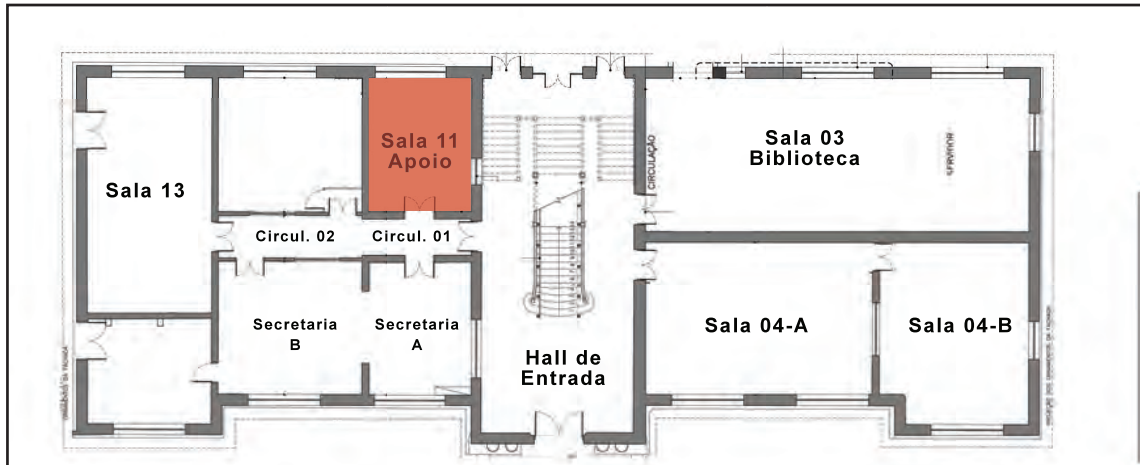 Sala 11
Apoio
Sala 03
Biblioteca
CIRCULAÇÃO
SERVIDOR
Sala 13
Circul. 02
Circul. 01
Secretaria
B
Secretaria
A
Sala 04-A
Sala 04-B
Hall de
Entrada